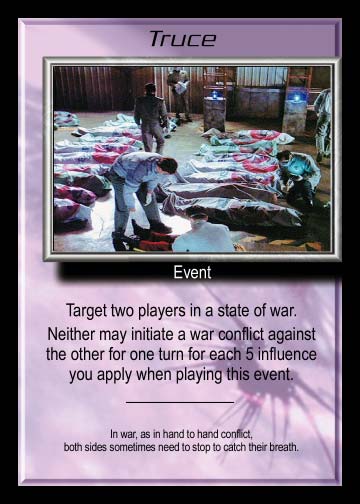 Truce
Event
Target two players in a state of war.
Neither may initiate a war conflict against
the other for one turn for each 5 influence
you apply when playing this event.
In war, as in hand to hand conflict,
both sides sometimes need to stop to catch their breath.